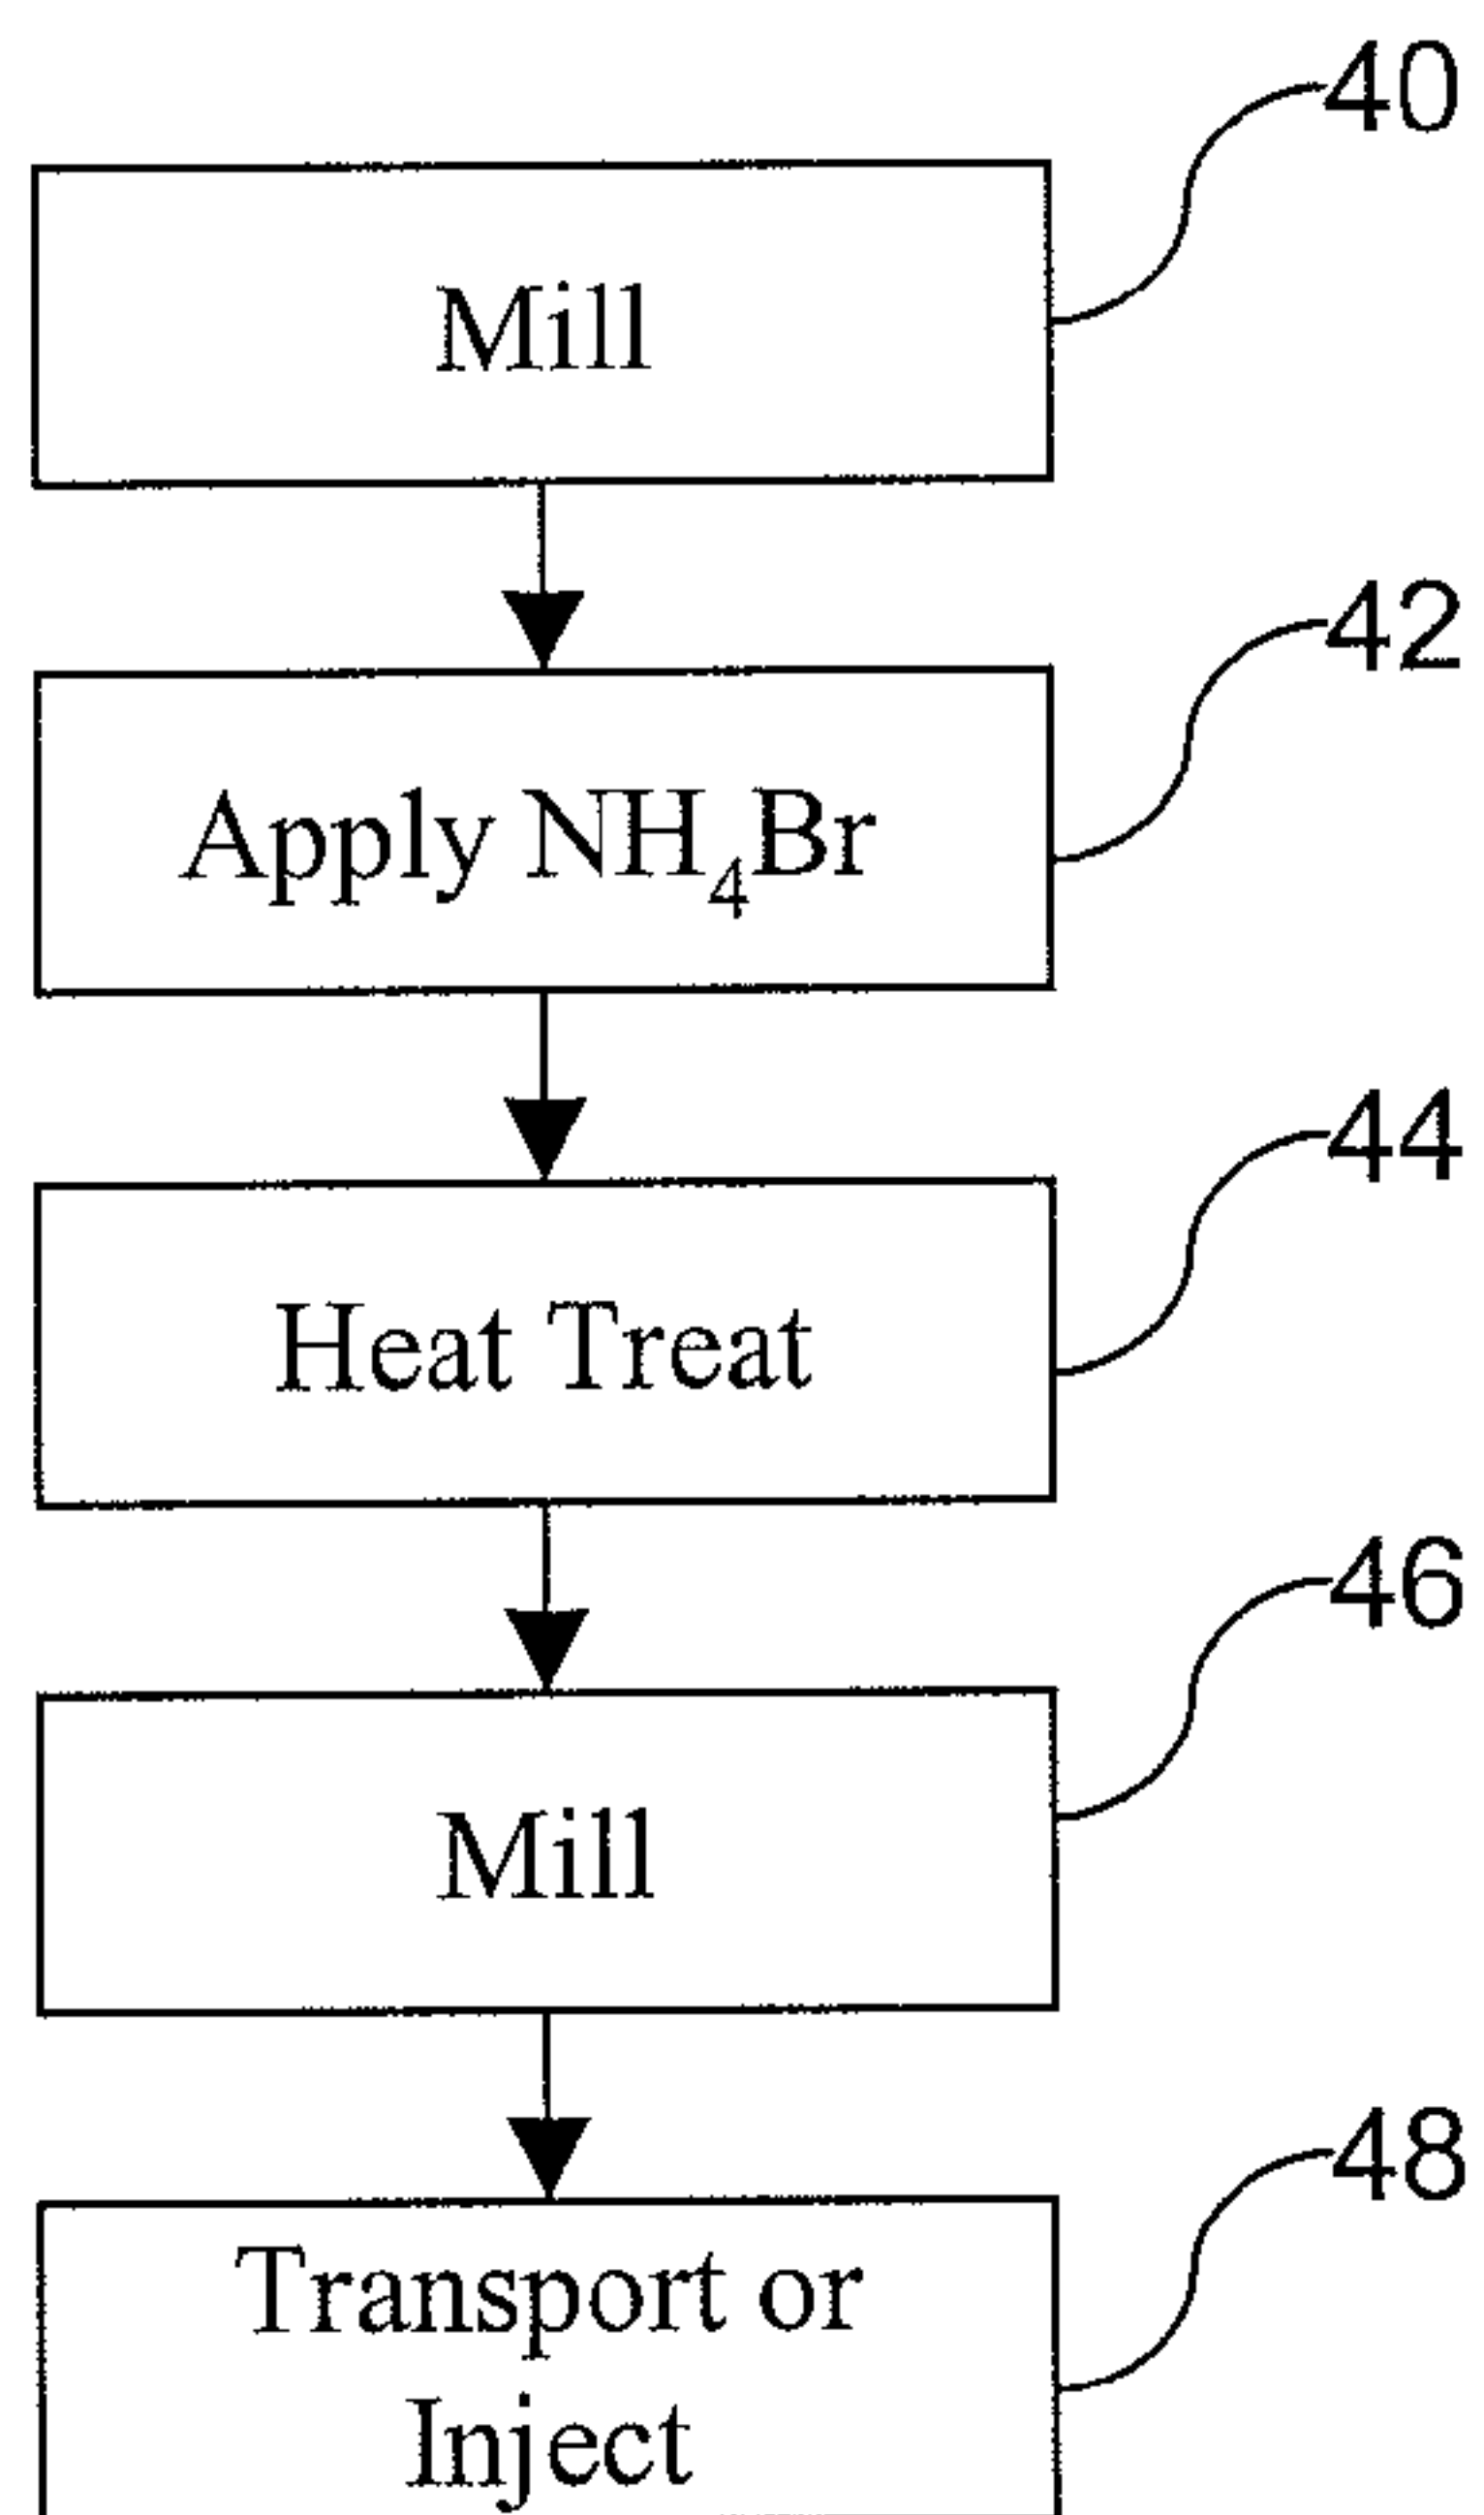 40
Mill
42
Apply NH₄Br
44
Heat Treat
46
Mill
48
Transport or
Inject